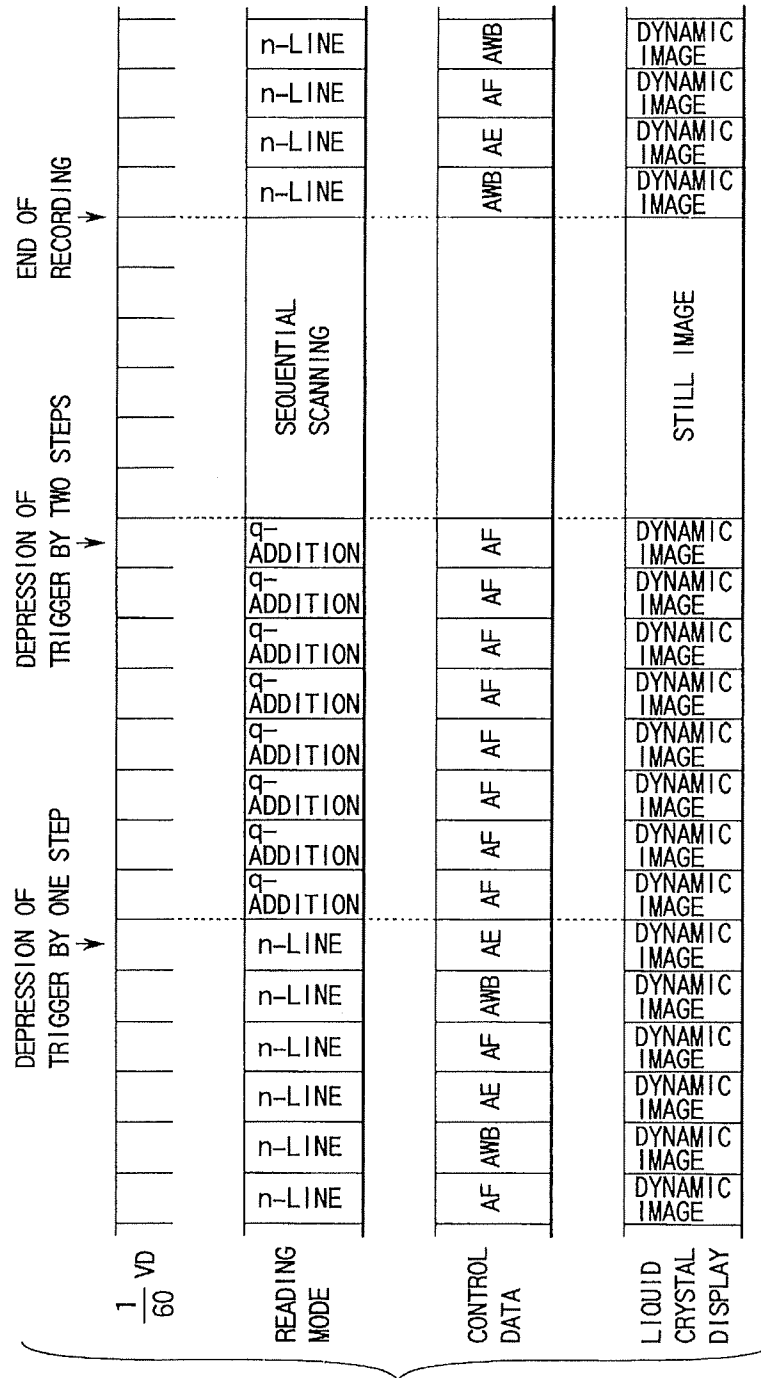 DEPRESSION OF
TRIGGER BY ONE STEP
DEPRESSION OF
TRIGGER BY TWO STEPS
END OF
RECORDING
1
60
VD
READING
MODE
n-LINE
n-LINE
n-LINE
n-LINE
n-LINE
n-LINE
q-
ADDITION
q-
ADDITION
q-
ADDITION
q-
ADDITION
q-
ADDITION
q-
ADDITION
q-
ADDITION
q-
ADDITION
SEQUENTIAL
SCANNING
n-LINE
n-LINE
n-LINE
n-LINE
CONTROL
DATA
AF
AWB
AE
AF
AWB
AE
AF
AF
AF
AF
AF
AF
AF
AF
AWB
AE
AF
AWB
LIQUID
CRYSTAL
DISPLAY
DYNAMIC
IMAGE
DYNAMIC
IMAGE
DYNAMIC
IMAGE
DYNAMIC
IMAGE
DYNAMIC
IMAGE
DYNAMIC
IMAGE
DYNAMIC
IMAGE
DYNAMIC
IMAGE
DYNAMIC
IMAGE
DYNAMIC
IMAGE
DYNAMIC
IMAGE
DYNAMIC
IMAGE
DYNAMIC
IMAGE
DYNAMIC
IMAGE
STILL IMAGE
DYNAMIC
IMAGE
DYNAMIC
IMAGE
DYNAMIC
IMAGE
DYNAMIC
IMAGE